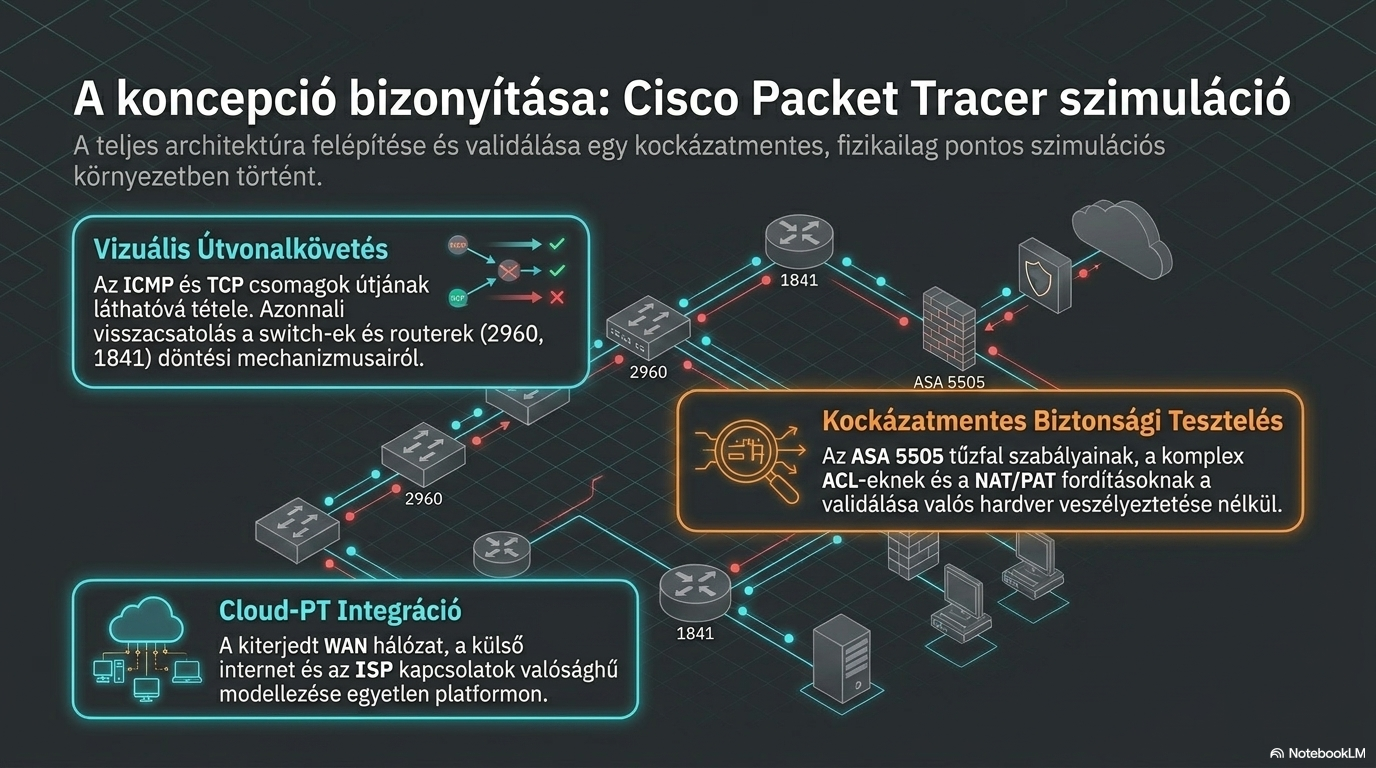 A koncepció bizonyítása: Cisco Packet Tracer szimuláció
A teljes architektúra felépítése és validálása egy kockázatmentes, fizikailag pontos szimulációs
környezetben történt.
Vizuális Útvonalkövetés
Az ICMP és TCP csomagok útjának
láthatóvá tétele. Azonnali
visszacsatolás a switch-ek és routerek (2960,
1841) döntési mechanizmusairól.
1841
2960
ASA 5505
Kockázatmentes Biztonsági Tesztelés
Az ASA 5505 tűzfal szabályainak, a komplex
ACL-eknek és a NAT/PAT fordításoknak a
validálása valós hardver veszélyeztetése nélkül.
2960
Cloud-PT Integráció
A kiterjedt WAN hálózat, a külső
internet és az ISP kapcsolatok valósághű
modellezése egyetlen platformon.
1841
NotebookLM